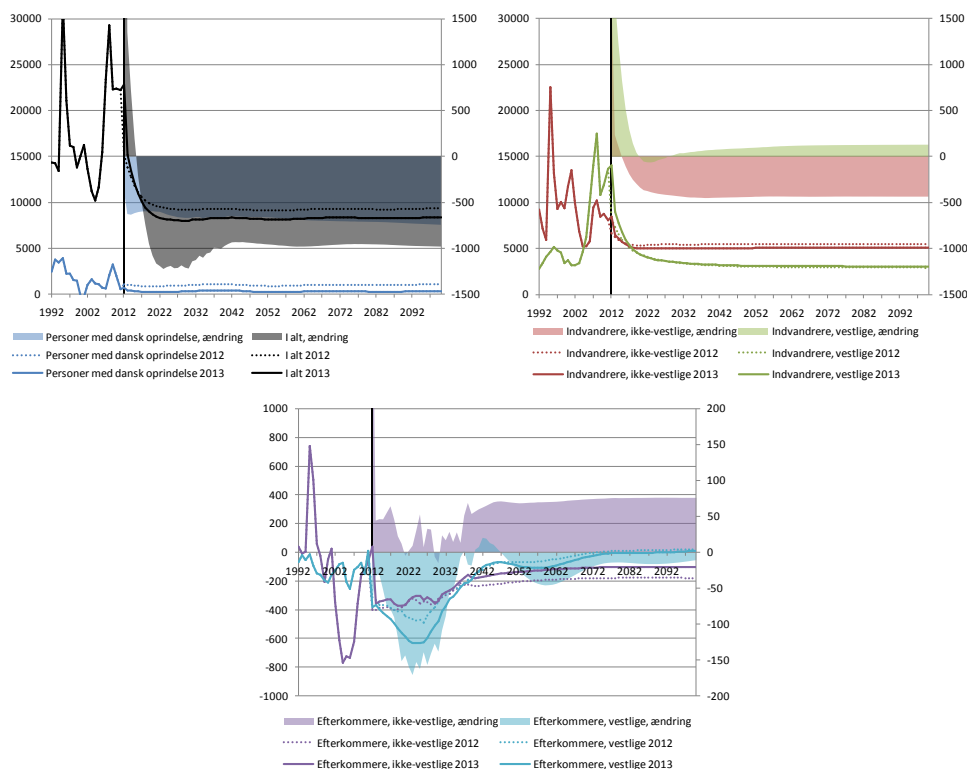 30000 1500 30000 1500
25000 1000 25000 1000
20000 500 20000 500
15000 0 15000 0
10000 -500 10000 -500
5000 -1000 5000 -1000
0 -1500 0 -1500
1992 2002 2012 2022 2032 2042 2052 2062 2072 2082 2092 1992 2002 2012 2022 2032 2042 2052 2062 2072 2082 2092
Personer med dansk oprindelse, ændring I alt, ændring
Personer med dansk oprindelse 2012 I alt 2012
Personer med dansk oprindelse 2013 I alt 2013
Indvandrere, ikke-vestlige, ændring Indvandrere, vestlige, ændring
Indvandrere, ikke-vestlige 2012 Indvandrere, vestlige 2012
Indvandrere, ikke-vestlige 2013 Indvandrere, vestlige 2013
1000 200
800 150
600 100
400
200 50
0 0
1992 2002 2012 2022 2032 2042 2052 2062 2072 2082 2092
-200 -50
-400
-600 -100
-800 -150
-1000 -200
Efterkommere, ikke-vestlige, ændring Efterkommere, vestlige, ændring
Efterkommere, ikke-vestlige 2012 Efterkommere, vestlige 2012
Efterkommere, ikke-vestlige 2013 Efterkommere, vestlige 2013